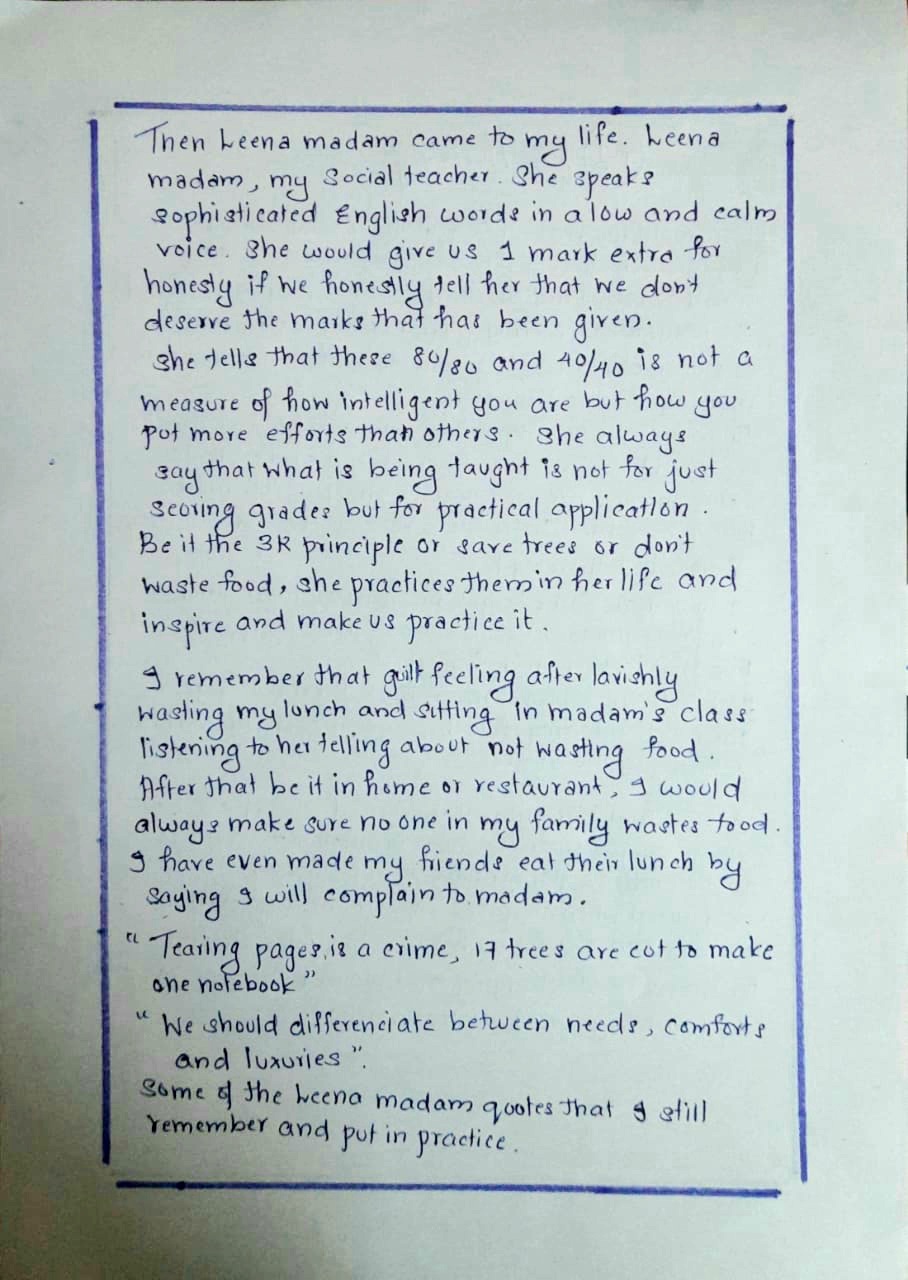 Then Leena madam came to my life. Leena
madam, my Social teacher. She speaks
sophisticated English words in a low and calm
voice. She would give us 1 mark extra for
honesty if we honestly tell her that we don't
deserve the marks that has been given.
she tells that these 80/80 and 40/40 is not a
measure of how intelligent you are but how you
put more efforts than others. She always
say that what is being taught is not for just
scoring grades but for practical application.
Be it the 3R principle or save trees or don't
waste food, she practices them in her life and
inspire and make us practice it.
I remember that guilt feeling after lavishly
wasting my lunch and sitting in madam's class
listening to her telling about not wasting food.
After that be it in home or restaurant, I would
always make sure no one in my family wastes food.
I have even made my friends eat their lunch by
saying I will complain to madam.
"Tearing pages, is a crime, 17 trees are cut to make
one notebook"
"We should differenciate between needs, comforts
and luxuries".
Some of the Leena madam quotes that I still
remember and put in practice.